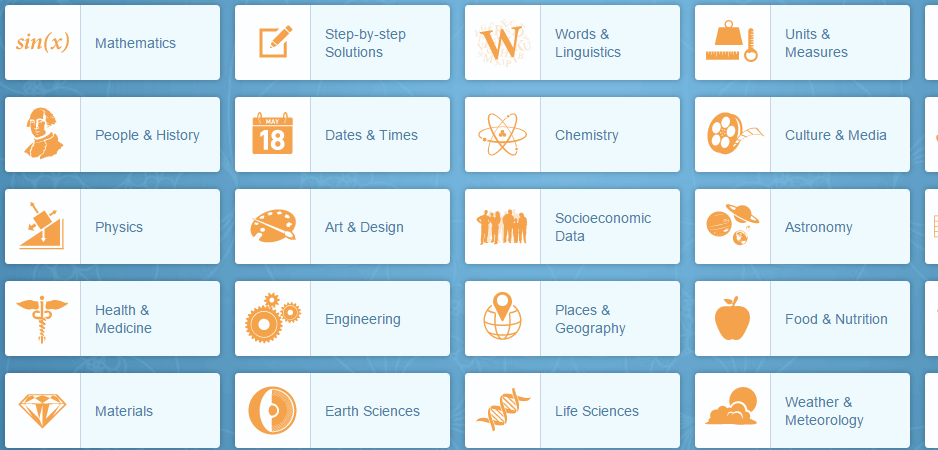 sin(x)
Mathematics
Step-by-step
Solutions
W
Words &
Linguistics
Units &
Measures
People & History
MAY
18
Dates & Times
Chemistry
Culture & Media
Physics
Art & Design
Socioeconomic
Data
Astronomy
Health &
Medicine
Engineering
Places &
Geography
Food & Nutrition
Materials
Earth Sciences
Life Sciences
Weather &
Meteorology